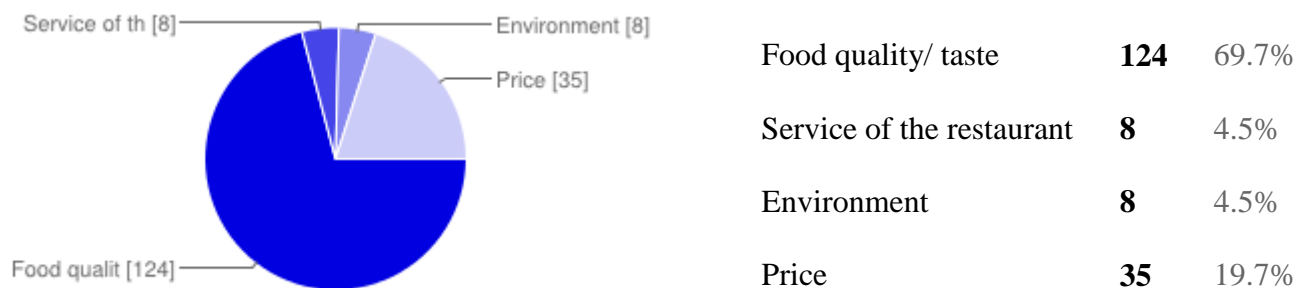 Service of th [8]
Environment [8]
Price [35]
Food qualit [124]
Food quality/ taste 124 69.7%
Service of the restaurant 8 4.5%
Environment 8 4.5%
Price 35 19.7%